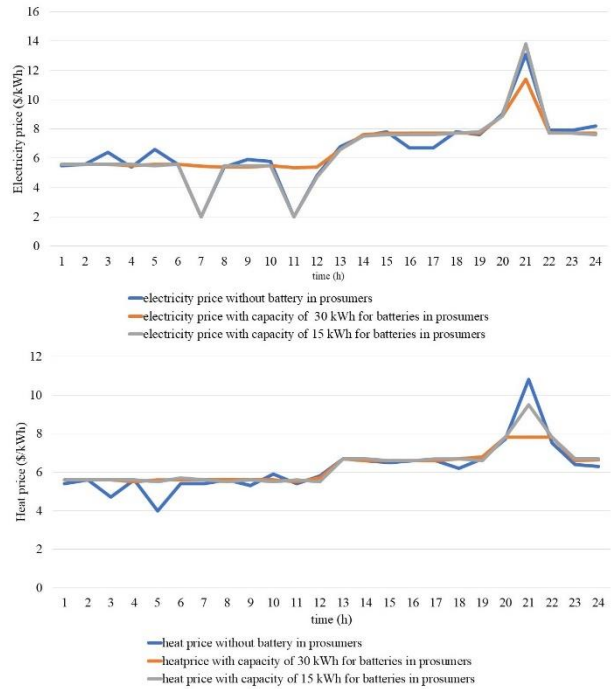 16
14
12
10
8
6
4
2
0
Electricity price ($/kWh)
1 2 3 4 5 6 7 8 9 10 11 12 13 14 15 16 17 18 19 20 21 22 23 24
time (h)
electricity price without battery in prosumers
electricity price with capacity of 30 kWh for batteries in prosumers
electricity price with capacity of 15 kWh for batteries in prosumers
12
10
8
6
4
2
0
Heat price ($/kWh)
1 2 3 4 5 6 7 8 9 10 11 12 13 14 15 16 17 18 19 20 21 22 23 24
time (h)
heat price without battery in prosumers
heatprice with capacity of 30 kWh for batteries in prosumers
heat price with capacity of 15 kWh for batteries in prosumers